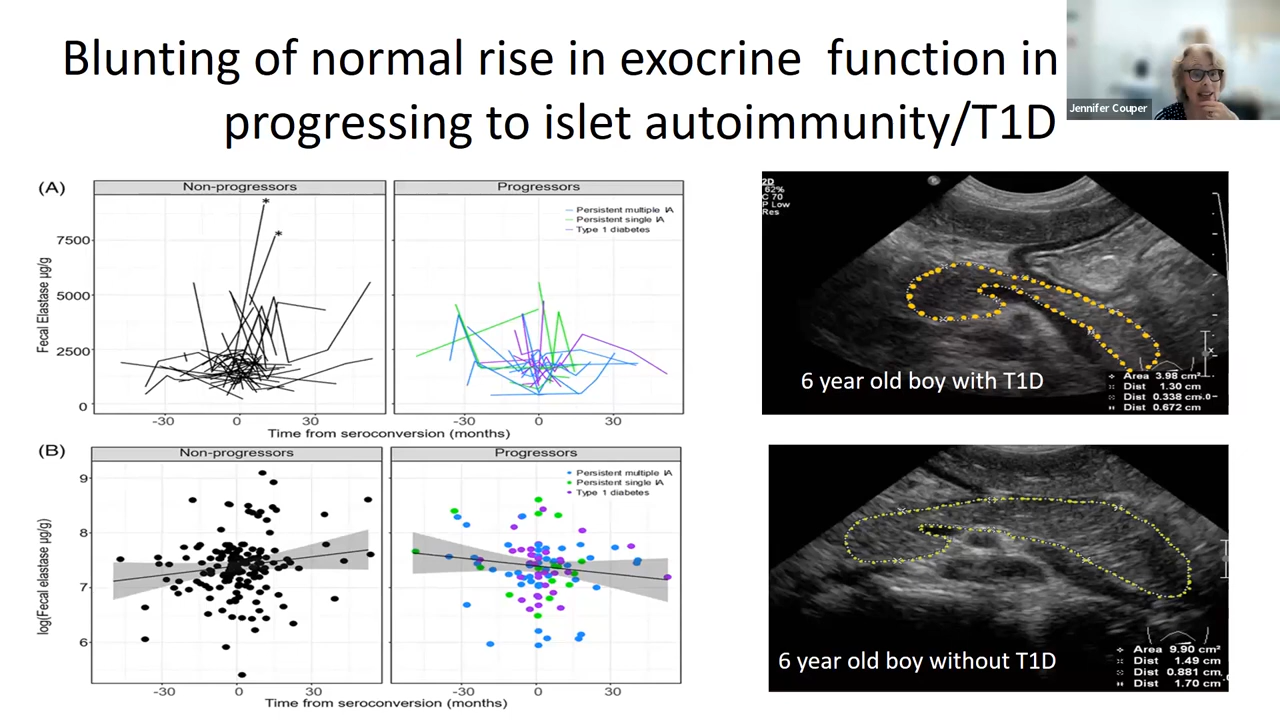 Blunting of normal rise in exocrine function in
progressing to islet autoimmunity/T1D
Jennifer Couper
(A)
Non-progressors
Progressors
Persistent multiple IA
Persistent single IA
Type 1 diabetes
Fecal Elastase µg/g
7500
5000
2500
0
-30
0
30
-30
0
30
Time from seroconversion (months)
(B)
Non-progressors
Progressors
Persistent multiple IA
Persistent single IA
Type 1 diabetes
log(Fecal elastase µg/g)
9
8
7
6
-30
0
30
-30
0
30
Time from seroconversion (months)
2D
62%
C 70
P Low
Res
6 year old boy with T1D
Area 3.98 cm²
Dist 1.30 cm
Dist 0.338 cm
Dist 0.672 cm
6 year old boy without T1D
Area 9.90 cm²
Dist 1.49 cm
Dist 0.881 cm
Dist 1.70 cm